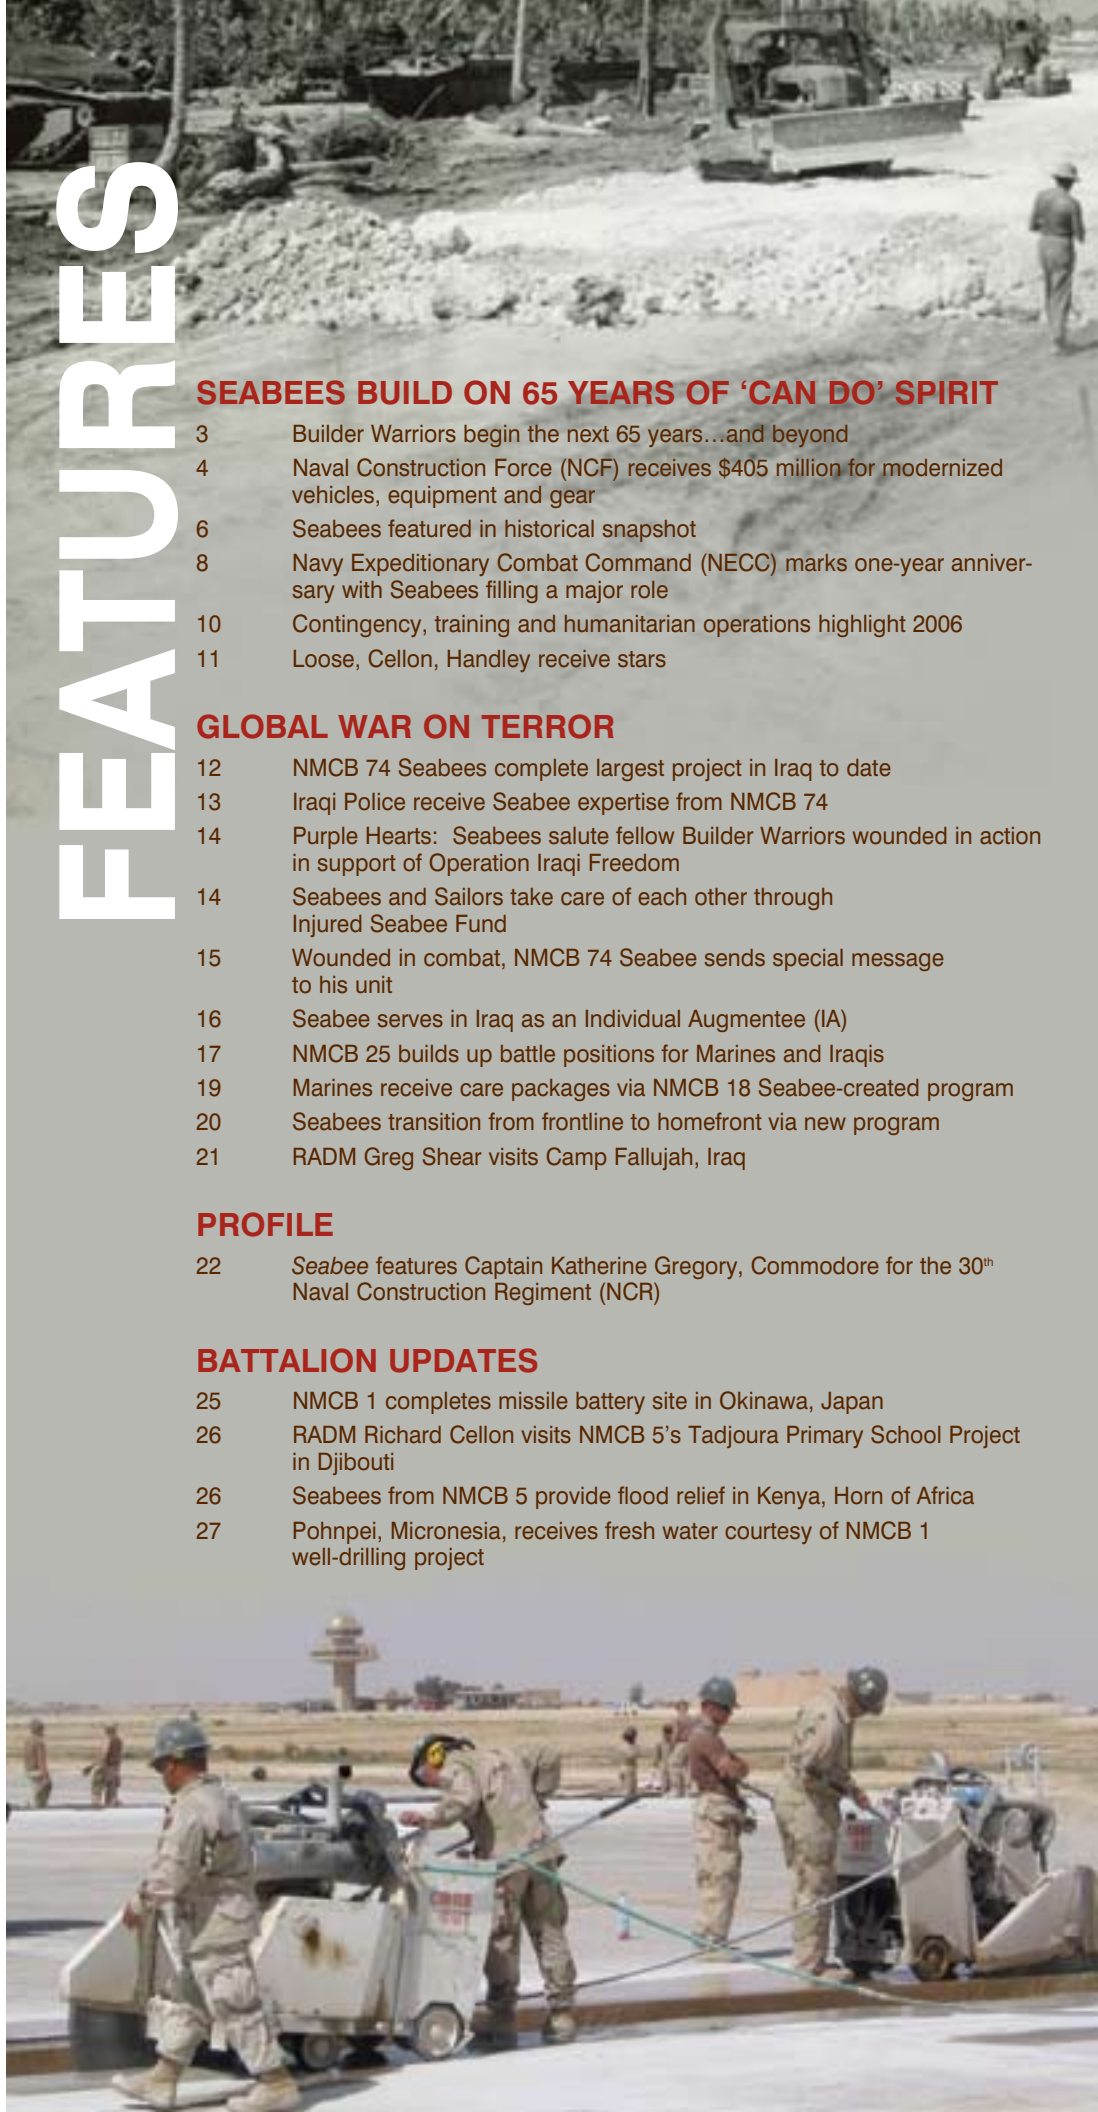 FEATURES
SEABEES BUILD ON 65 YEARS OF ‘CAN DO’ SPIRIT
3 Builder Warriors begin the next 65 years…and beyond
4 Naval Construction Force (NCF) receives $405 million for modernized
vehicles, equipment and gear
6 Seabees featured in historical snapshot
8 Navy Expeditionary Combat Command (NECC) marks one-year anniver-
sary with Seabees filling a major role
10 Contingency, training and humanitarian operations highlight 2006
11 Loose, Cellon, Handley receive stars
GLOBAL WAR ON TERROR
12 NMCB 74 Seabees complete largest project in Iraq to date
13 Iraqi Police receive Seabee expertise from NMCB 74
14 Purple Hearts:  Seabees salute fellow Builder Warriors wounded in action
in support of Operation Iraqi Freedom
14 Seabees and Sailors take care of each other through
Injured Seabee Fund
15 Wounded in combat, NMCB 74 Seabee sends special message
to his unit
16 Seabee serves in Iraq as an Individual Augmentee (IA)
17 NMCB 25 builds up battle positions for Marines and Iraqis
19 Marines receive care packages via NMCB 18 Seabee-created program
20 Seabees transition from frontline to homefront via new program
21 RADM Greg Shear visits Camp Fallujah, Iraq
PROFILE
22 Seabee features Captain Katherine Gregory, Commodore for the 30th
Naval Construction Regiment (NCR)
BATTALION UPDATES
25 NMCB 1 completes missile battery site in Okinawa, Japan
26 RADM Richard Cellon visits NMCB 5’s Tadjoura Primary School Project
in Djibouti
26 Seabees from NMCB 5 provide flood relief in Kenya, Horn of Africa
27 Pohnpei, Micronesia, receives fresh water courtesy of NMCB 1
well-drilling project